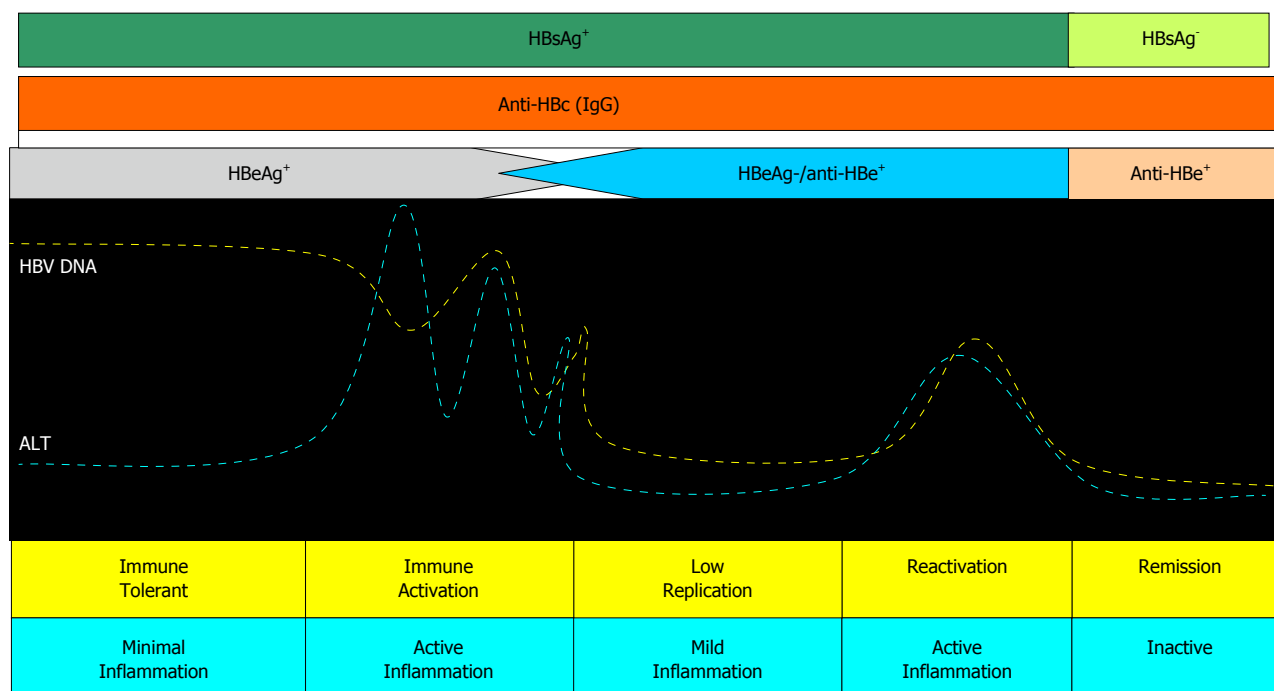 HBsAg⁺
HBsAg⁻
Anti-HBc (IgG)
HBeAg⁺
HBeAg-/anti-HBe⁺
Anti-HBe⁺
HBV DNA
ALT
Immune
Tolerant
Immune
Activation
Low
Replication
Reactivation
Remission
Minimal
Inflammation
Active
Inflammation
Mild
Inflammation
Active
Inflammation
Inactive